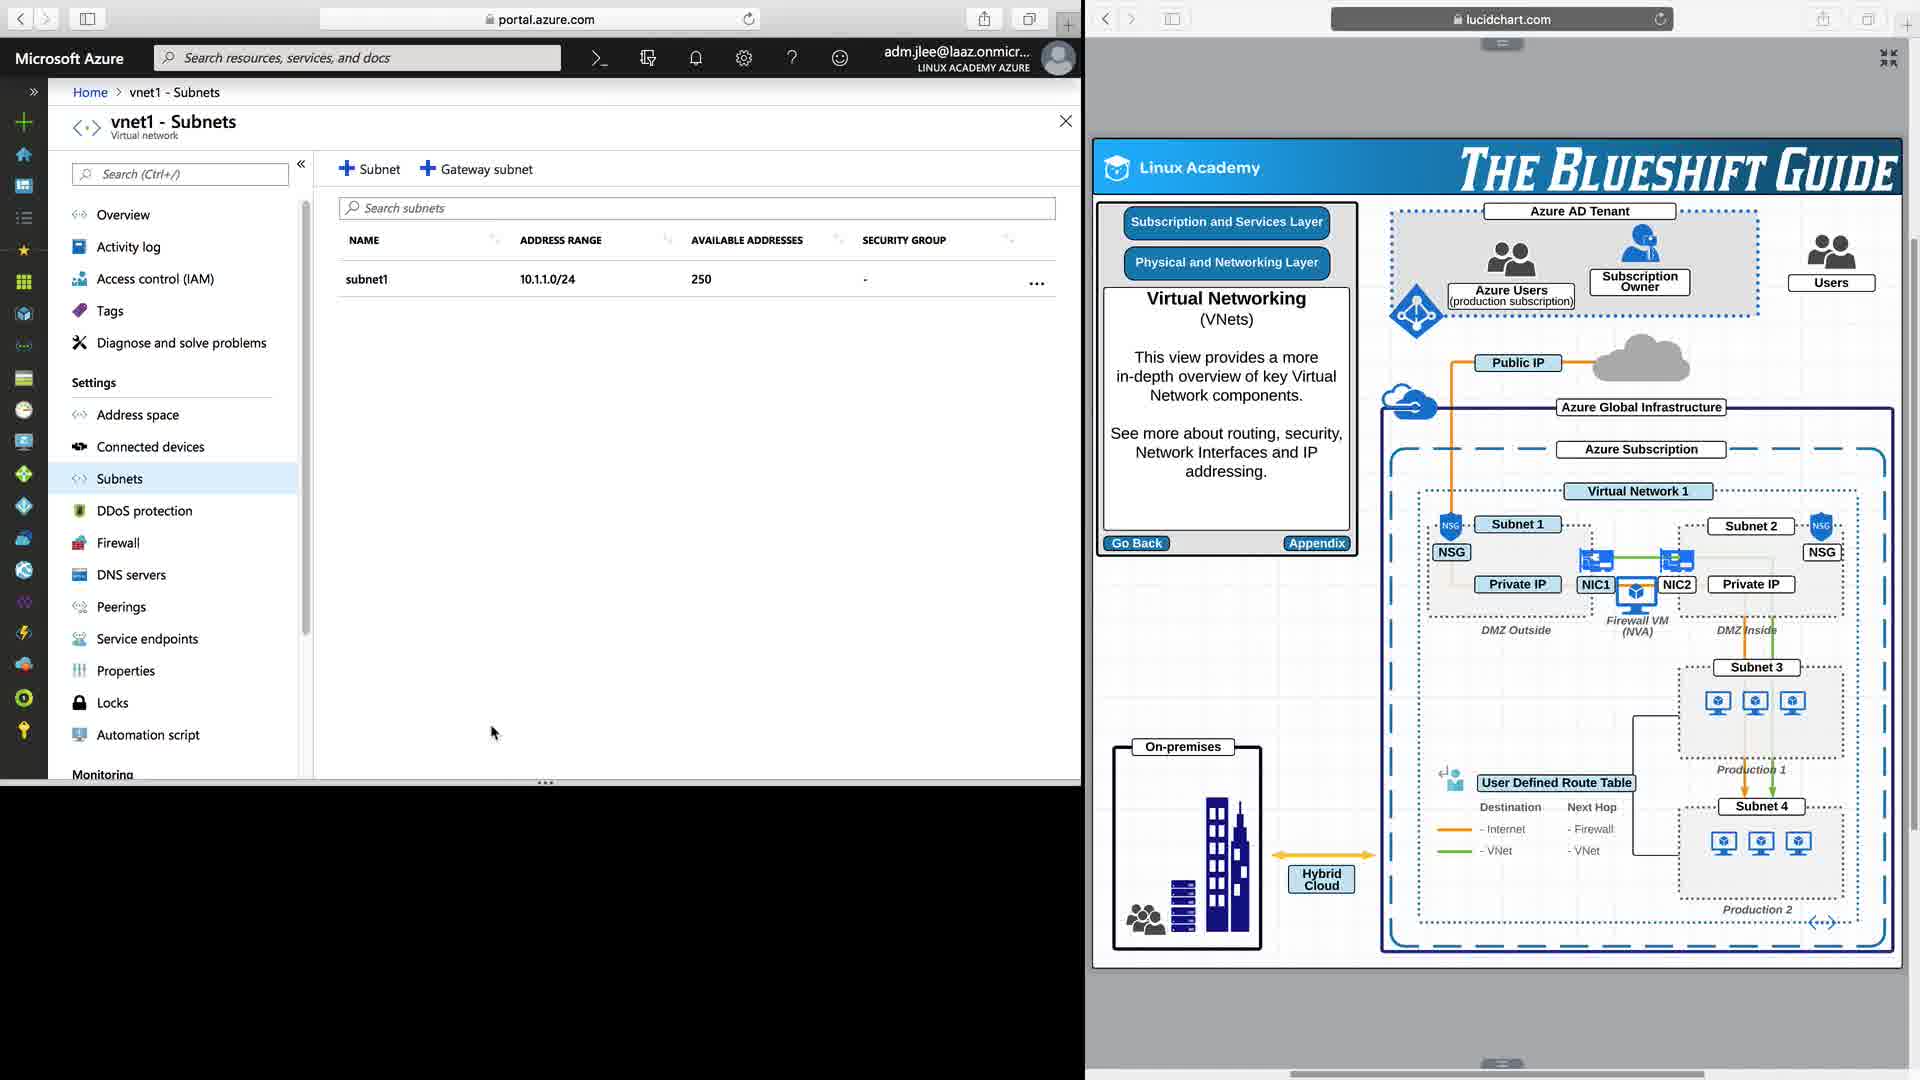 portal.azure.com
Microsoft Azure
Search resources, services, and docs
adm.jlee@laaz.onmicr...
LINUX ACADEMY AZURE
Home > vnet1 - Subnets
vnet1 - Subnets
Virtual network
Search (Ctrl+/)
Overview
Activity log
Access control (IAM)
Tags
Diagnose and solve problems
Settings
Address space
Connected devices
Subnets
DDoS protection
Firewall
DNS servers
Peerings
Service endpoints
Properties
Locks
Automation script
Monitoring
Subnet
Gateway subnet
Search subnets
NAME ADDRESS RANGE AVAILABLE ADDRESSES SECURITY GROUP
subnet1 10.1.1.0/24 250 - ...
lucidchart.com
Linux Academy
THE BLUESHIFT GUIDE
Subscription and Services Layer
Physical and Networking Layer
Virtual Networking
(VNets)
This view provides a more
in-depth overview of key Virtual
Network components.
See more about routing, security,
Network Interfaces and IP
addressing.
Go Back
Appendix
Azure AD Tenant
Azure Users
(production subscription)
Subscription
Owner
Users
Public IP
Azure Global Infrastructure
Azure Subscription
Virtual Network 1
NSG
Subnet 1
Subnet 2
NSG
NSG
NSG
Private IP
NIC1
NIC2
Private IP
DMZ Outside
Firewall VM
(NVA)
DMZ Inside
Subnet 3
Production 1
User Defined Route Table
Destination Next Hop
- Internet - Firewall
- VNet - VNet
Subnet 4
Production 2
On-premises
Hybrid
Cloud